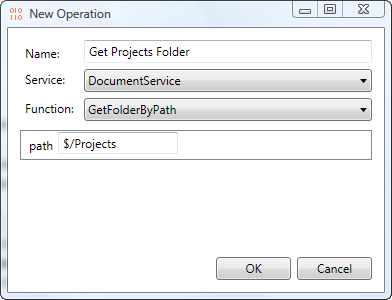 New Operation
Name: Get Projects Folder
Service: DocumentService
Function: GetFolderByPath
path $/Projects
OK Cancel